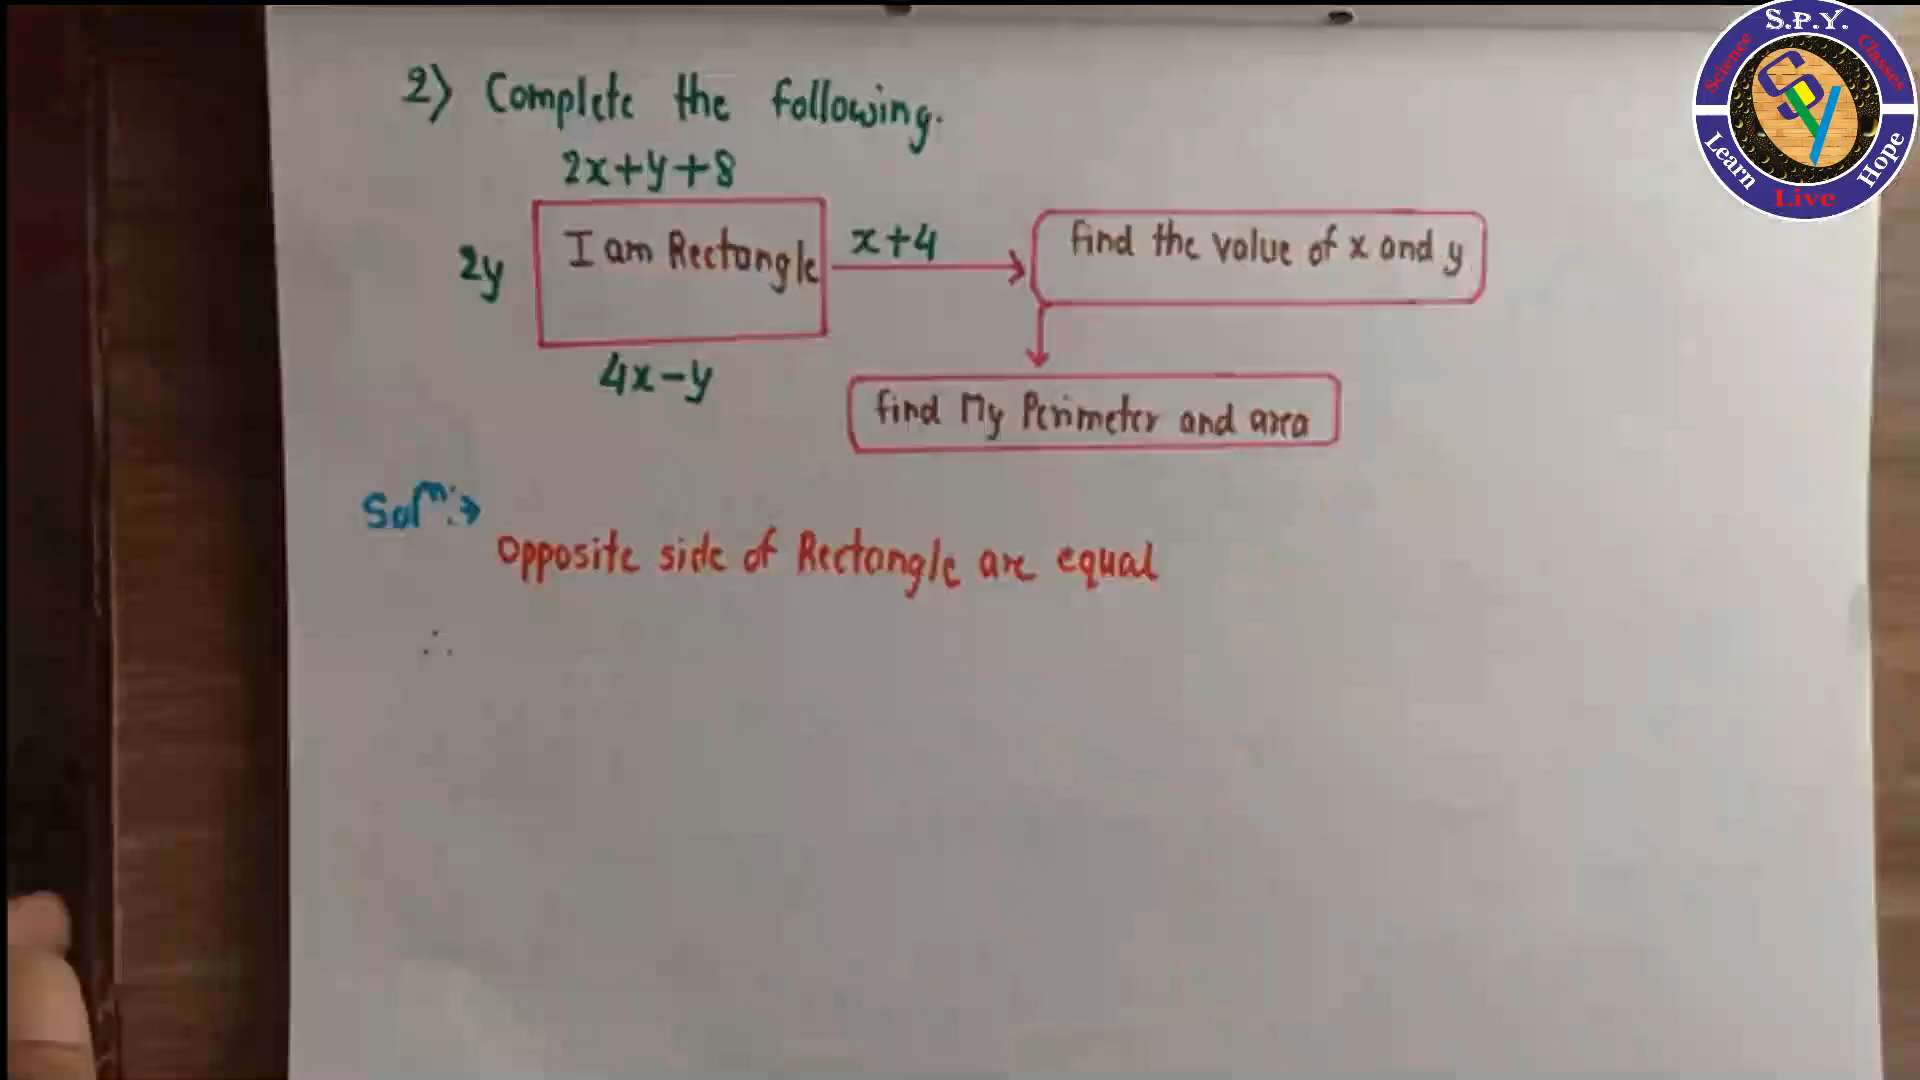 2) Complete the following.
2x+y+8
2y
I am Rectangle
x+4
find the value of x and y
4x-y
find My Perimeter and area
Solⁿ:→
Opposite side of Rectangle are equal
∴
S.P.Y.
Science
Classes
SPY
Learn
Live
Hope